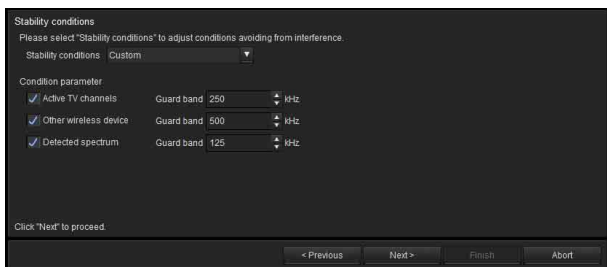 Stability conditions
Please select "Stability conditions" to adjust conditions avoiding from interference.
Stability conditions Custom
Condition parameter
Active TV channels Guard band 250 kHz
Other wireless device Guard band 500 kHz
Detected spectrum Guard band 125 kHz
Click "Next" to proceed.
< Previous Next > Finish Abort